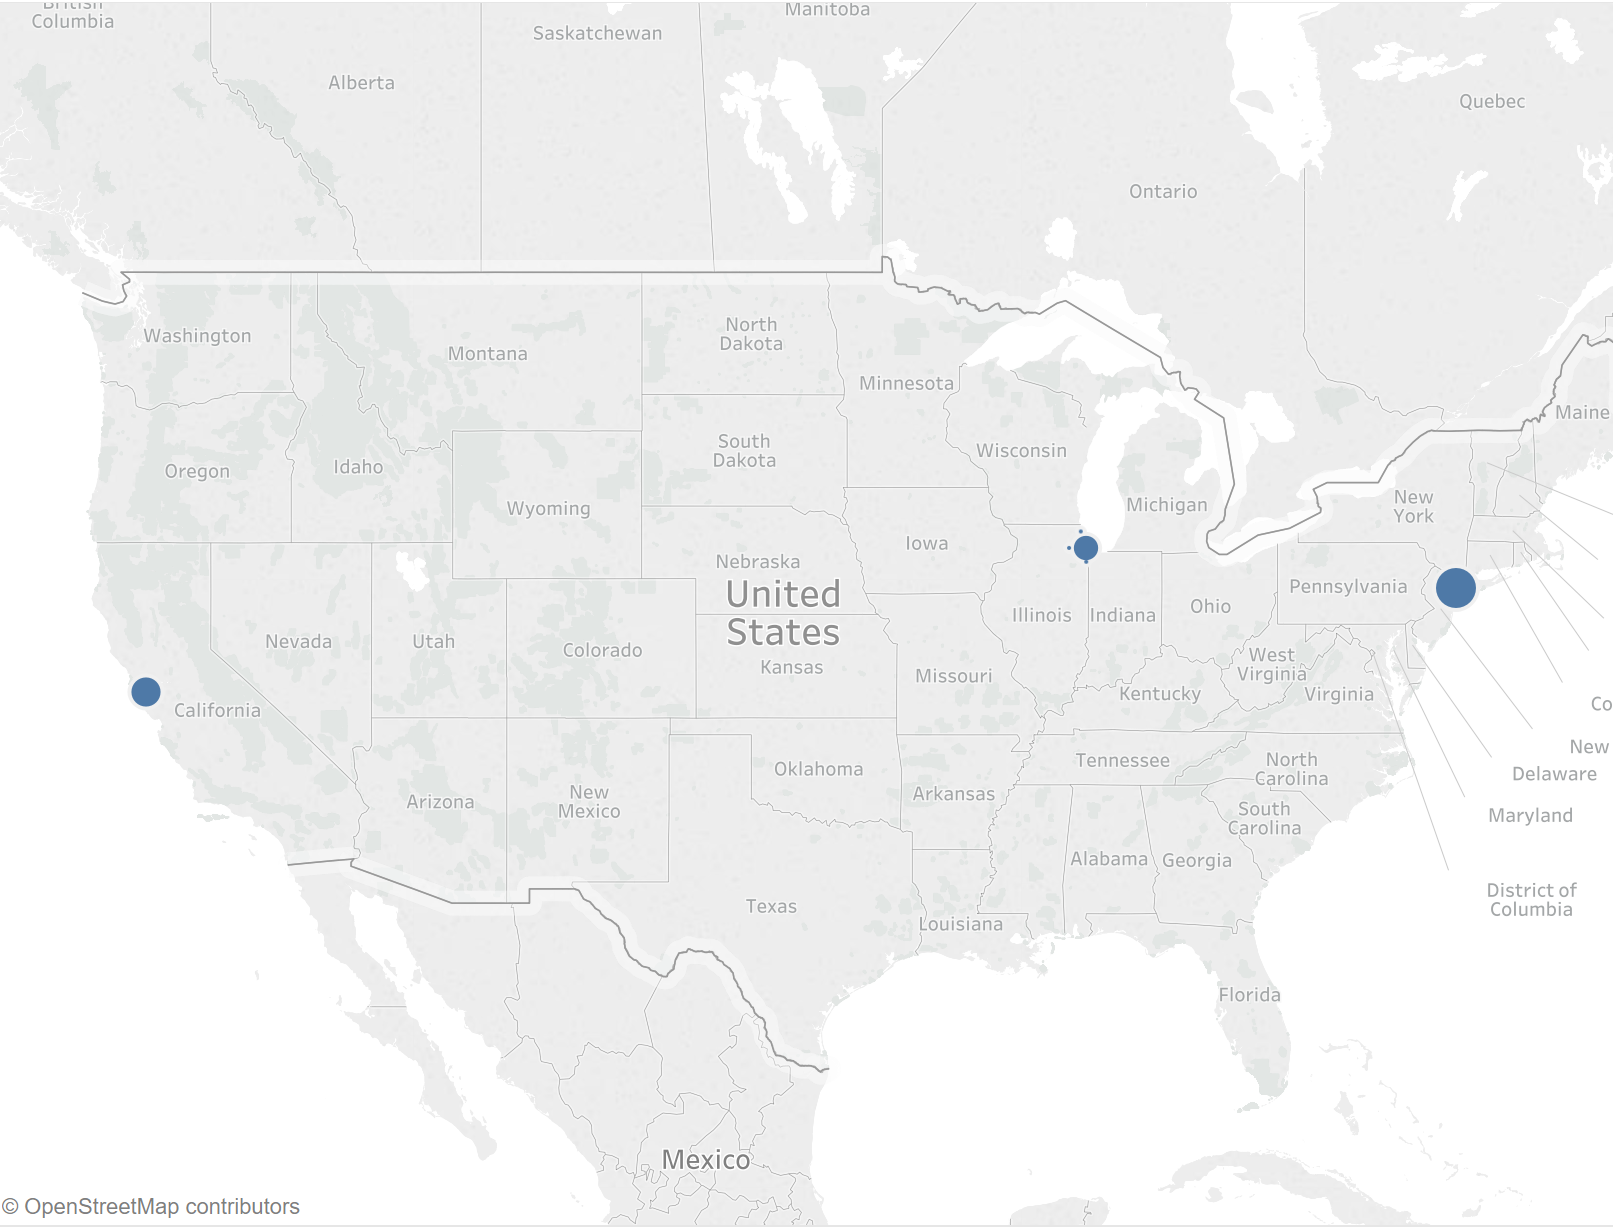 British
Columbia
Alberta
Saskatchewan
Manitoba
Ontario
Quebec
Washington
Montana
North
Dakota
Minnesota
Maine
Oregon
Idaho
South
Dakota
Wisconsin
Michigan
New
York
Wyoming
Iowa
Nebraska
United
States
Kansas
Nevada
Utah
Colorado
California
Illinois
Indiana
Ohio
Pennsylvania
West
Virginia
Virginia
Missouri
Kentucky
Co
New
Delaware
Maryland
District of
Columbia
Oklahoma
Arkansas
Tennessee
North
Carolina
South
Carolina
Arizona
New
Mexico
Alabama
Georgia
Texas
Louisiana
Florida
Mexico
© OpenStreetMap contributors